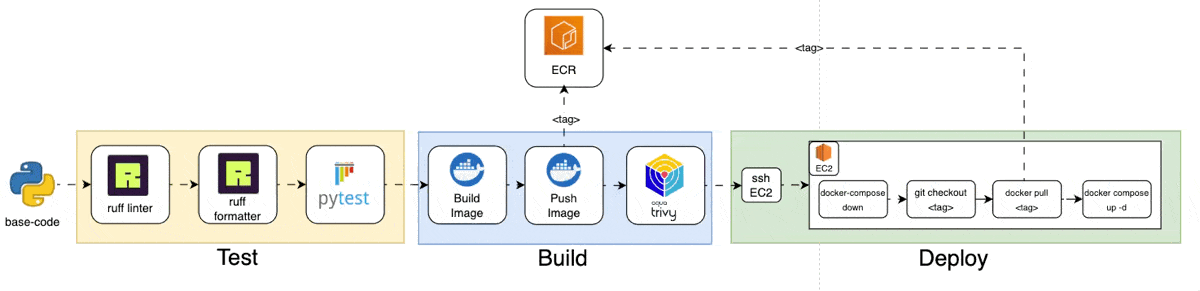 ECR
<tag>
<tag>
base-code
ruff linter
ruff
formatter
pytest
Build
Image
Push
Image
aqua
trivy
ssh
EC2
EC2
docker-compose
down
git checkout
<tag>
docker pull
<tag>
docker compose
up -d
Test
Build
Deploy